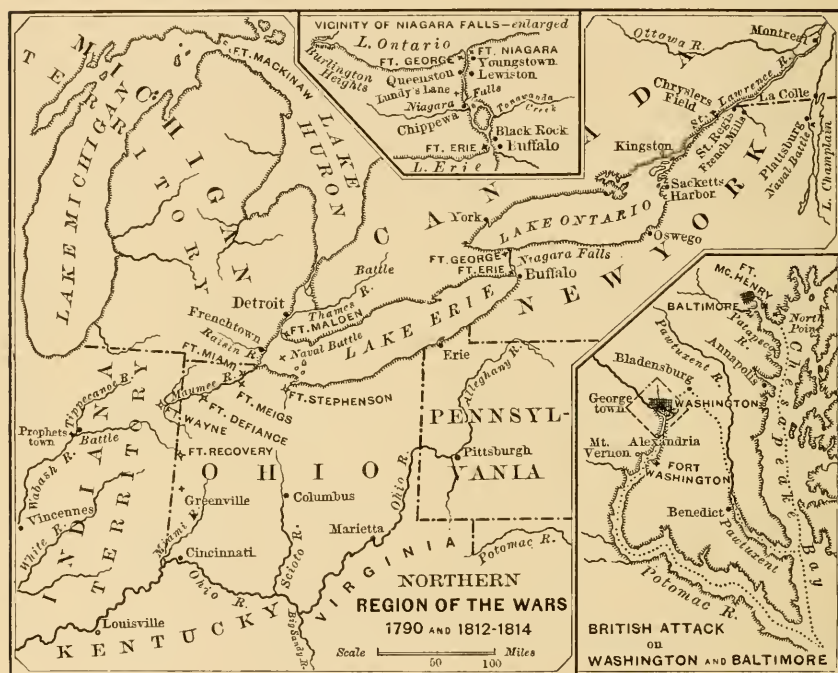 VICINITY OF NIAGARA FALLS—enlarged
L. Ontario
Burlington
Heights
FT. GEORGE
FT. NIAGARA
Youngstown
Queenston
Lewiston
Lundy's Lane
Falls
Niagara
Tonawanda
Creek
Chippewa
Black Rock
FT. ERIE
Buffalo
L. Erie
MICHIGAN
TERRITORY
FT. MACKINAW
LAKE MICHIGAN
LAKE
HURON
CANADA
Ottowa R.
Montreal
St. Lawrence R.
Chryslers
Field
La Colle
St. Regis
French Mills
Plattsburg
Naval Battle
L. Champlain
Kingston
Sacketts
Harbor
York
LAKE ONTARIO
Oswego
FT. GEORGE
Niagara Falls
FT. ERIE
Buffalo
NEW YORK
Battle
Detroit
Thames
R.
FT. MALDEN
Frenchtown
Raisin R.
LAKE ERIE
Naval Battle
Erie
FT. MIAMI
Maumee R.
FT. MEIGS
FT. STEPHENSON
FT. DEFIANCE
WAYNE
FT. RECOVERY
Tippecanoe R.
Prophets
town
Battle
INDIANA
TERRITORY
Wabash R.
Vincennes
White R.
OHIO
Greenville
Columbus
Miami R.
Cincinnati
Ohio R.
Scioto R.
Marietta
Ohio R.
Alleghany R.
PENNSYL-
VANIA
Pittsburgh
Louisville
KENTUCKY
Big Sandy R.
VIRGINIA
Potomac R.
NORTHERN
REGION OF THE WARS
1790 AND 1812-1814
Scale
Miles
50
100
FT.
MC. HENRY
BALTIMORE
Patapsco
R.
North
Point
Pawtuxent R.
Annapolis
Bladensburg
George
town
WASHINGTON
Mt.
Vernon
Alexandria
FORT
WASHINGTON
Benedict
Pawtuxent
Chesapeake Bay
Potomac R.
BRITISH ATTACK
on
WASHINGTON AND BALTIMORE